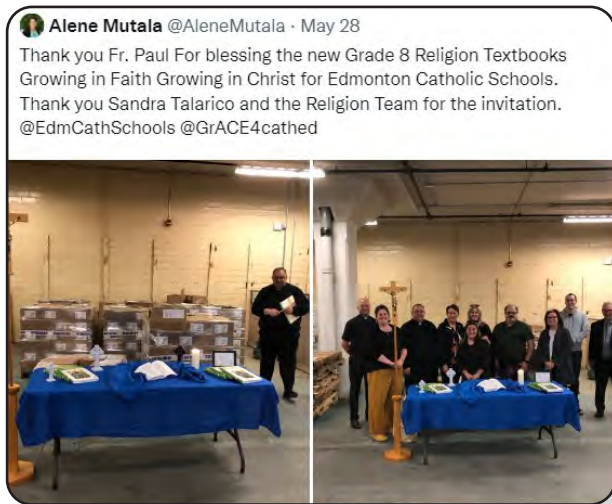 Alene Mutala @AleneMutala · May 28
Thank you Fr. Paul For blessing the new Grade 8 Religion Textbooks
Growing in Faith Growing in Christ for Edmonton Catholic Schools.
Thank you Sandra Talarico and the Religion Team for the invitation.
@EdmCathSchools @GrACE4cathed